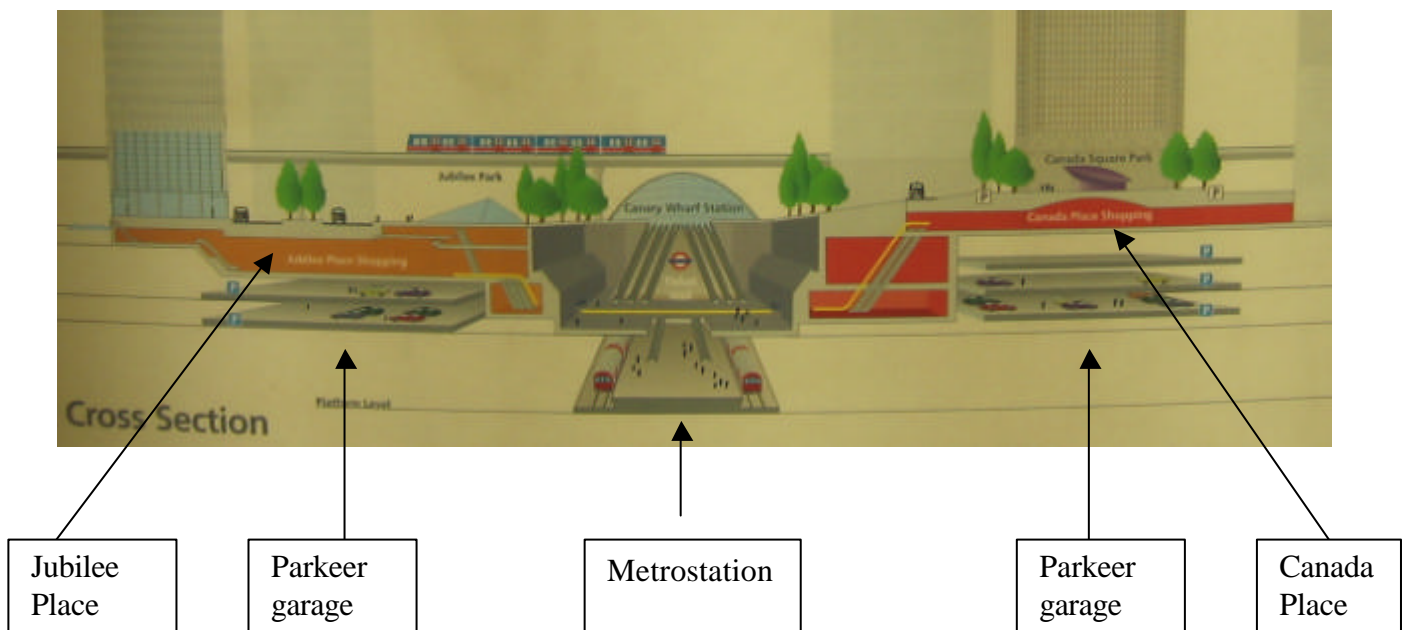 Jubilee Park
Canada Square Park
Canary Wharf Station
P
P
Canada Place Shopping
Jubilee Place Shopping
P
P
P
P
P
Platform Level
Cross Section
Jubilee
Place
Parkeer
garage
Metrostation
Parkeer
garage
Canada
Place